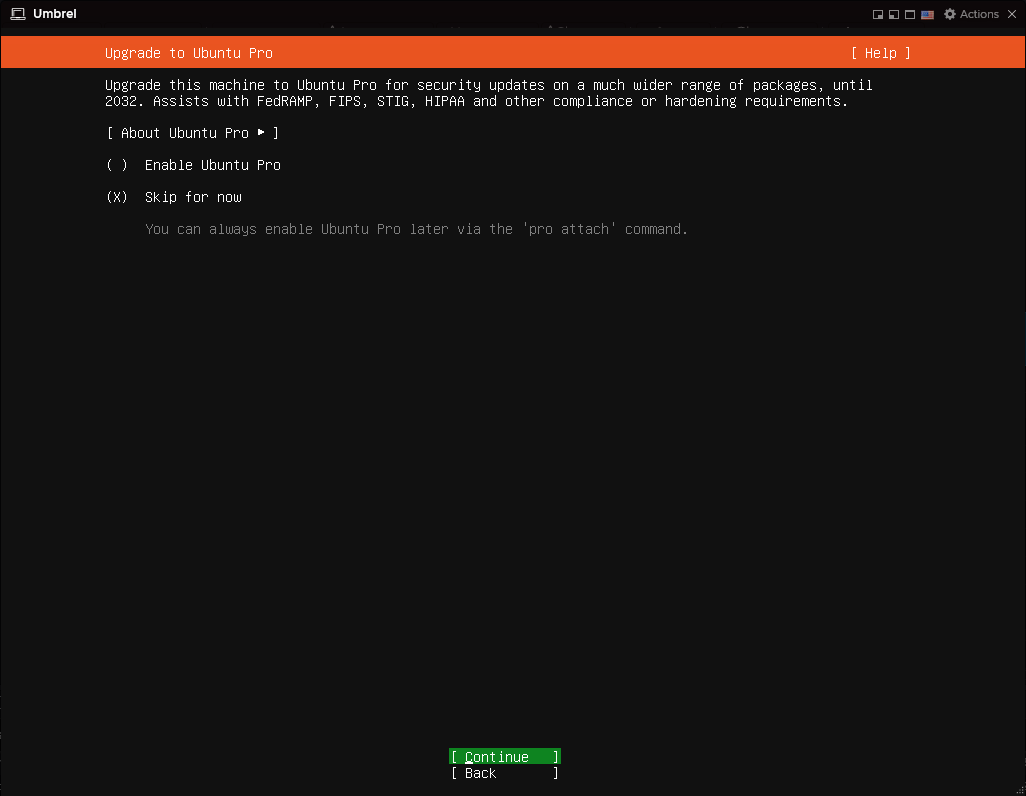 Umbrel
Actions
Upgrade to Ubuntu Pro [ Help ]
Upgrade this machine to Ubuntu Pro for security updates on a much wider range of packages, until
2032. Assists with FedRAMP, FIPS, STIG, HIPAA and other compliance or hardening requirements.
[ About Ubuntu Pro ▸ ]
( ) Enable Ubuntu Pro
(X) Skip for now
You can always enable Ubuntu Pro later via the 'pro attach' command.
[ Continue ]
[ Back ]